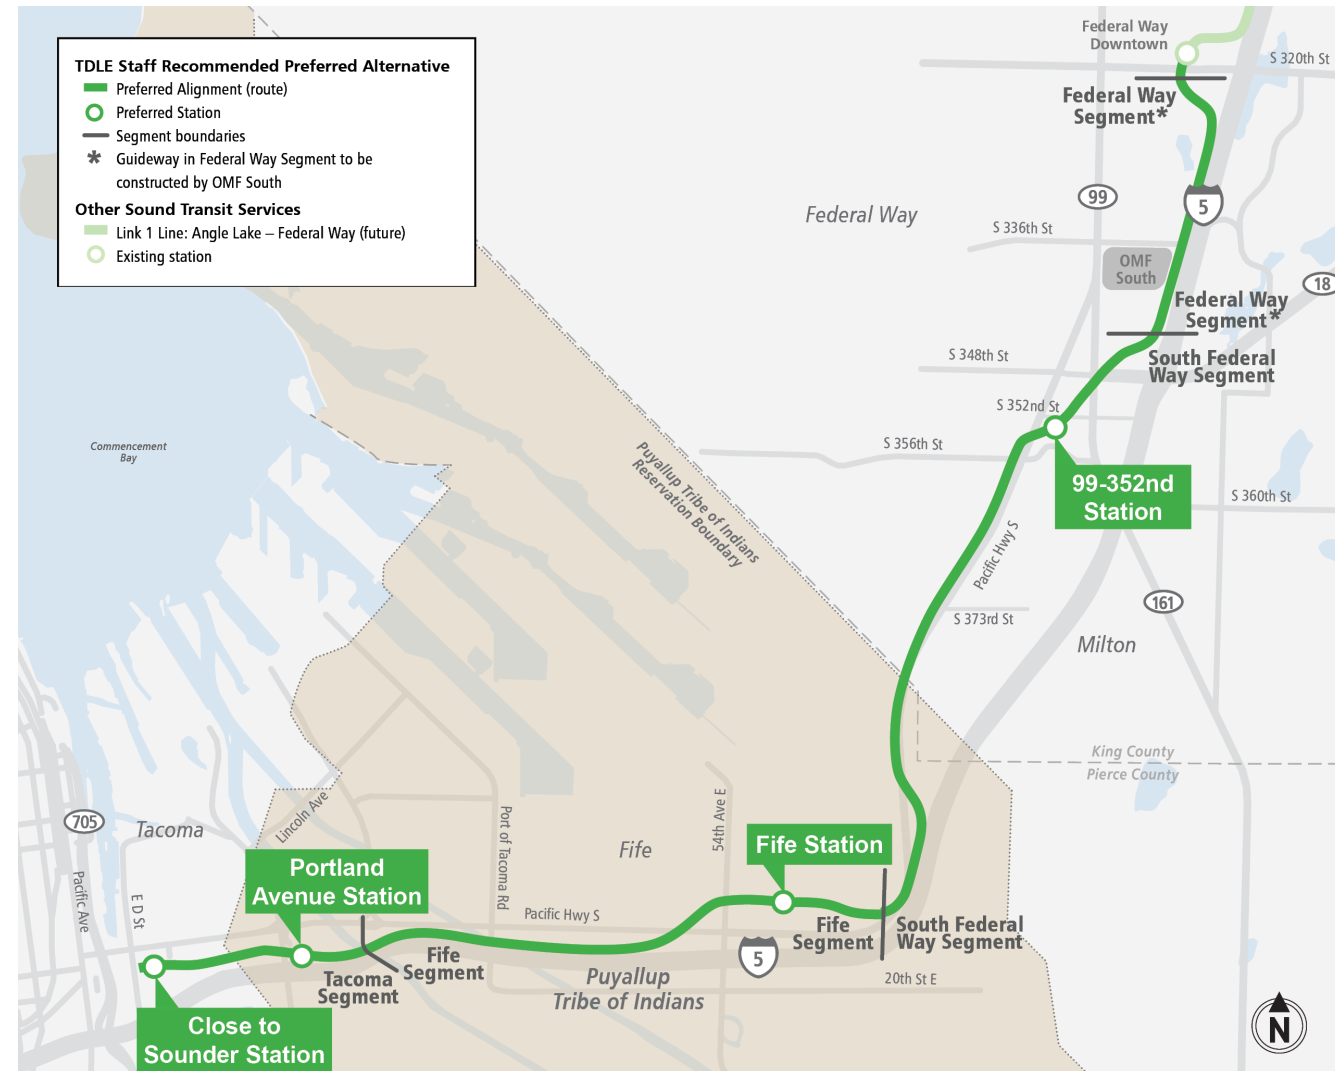 TDLE Staff Recommended Preferred Alternative
Preferred Alignment (route)
Preferred Station
Segment boundaries
* Guideway in Federal Way Segment to be
constructed by OMF South
Other Sound Transit Services
Link 1 Line: Angle Lake – Federal Way (future)
Existing station
Federal Way
Downtown
S 320th St
Federal Way
Segment*
99
5
Federal Way
S 336th St
OMF
South
18
Federal Way
Segment*
S 348th St
South Federal
Way Segment
S 352nd St
S 356th St
Commencement
Bay
Puyallup Tribe of Indians
Reservation Boundary
99-352nd
Station
S 360th St
Pacific Hwy S
161
S 373rd St
Milton
King County
Pierce County
705
Tacoma
Lincoln Ave
Port of Tacoma Rd
Fife
54th Ave E
Fife Station
Portland
Avenue Station
Pacific Ave
E D St
Pacific Hwy S
Fife
Segment
South Federal
Way Segment
Fife
Segment
Tacoma
Segment
5
Puyallup
Tribe of Indians
20th St E
Close to
Sounder Station
N